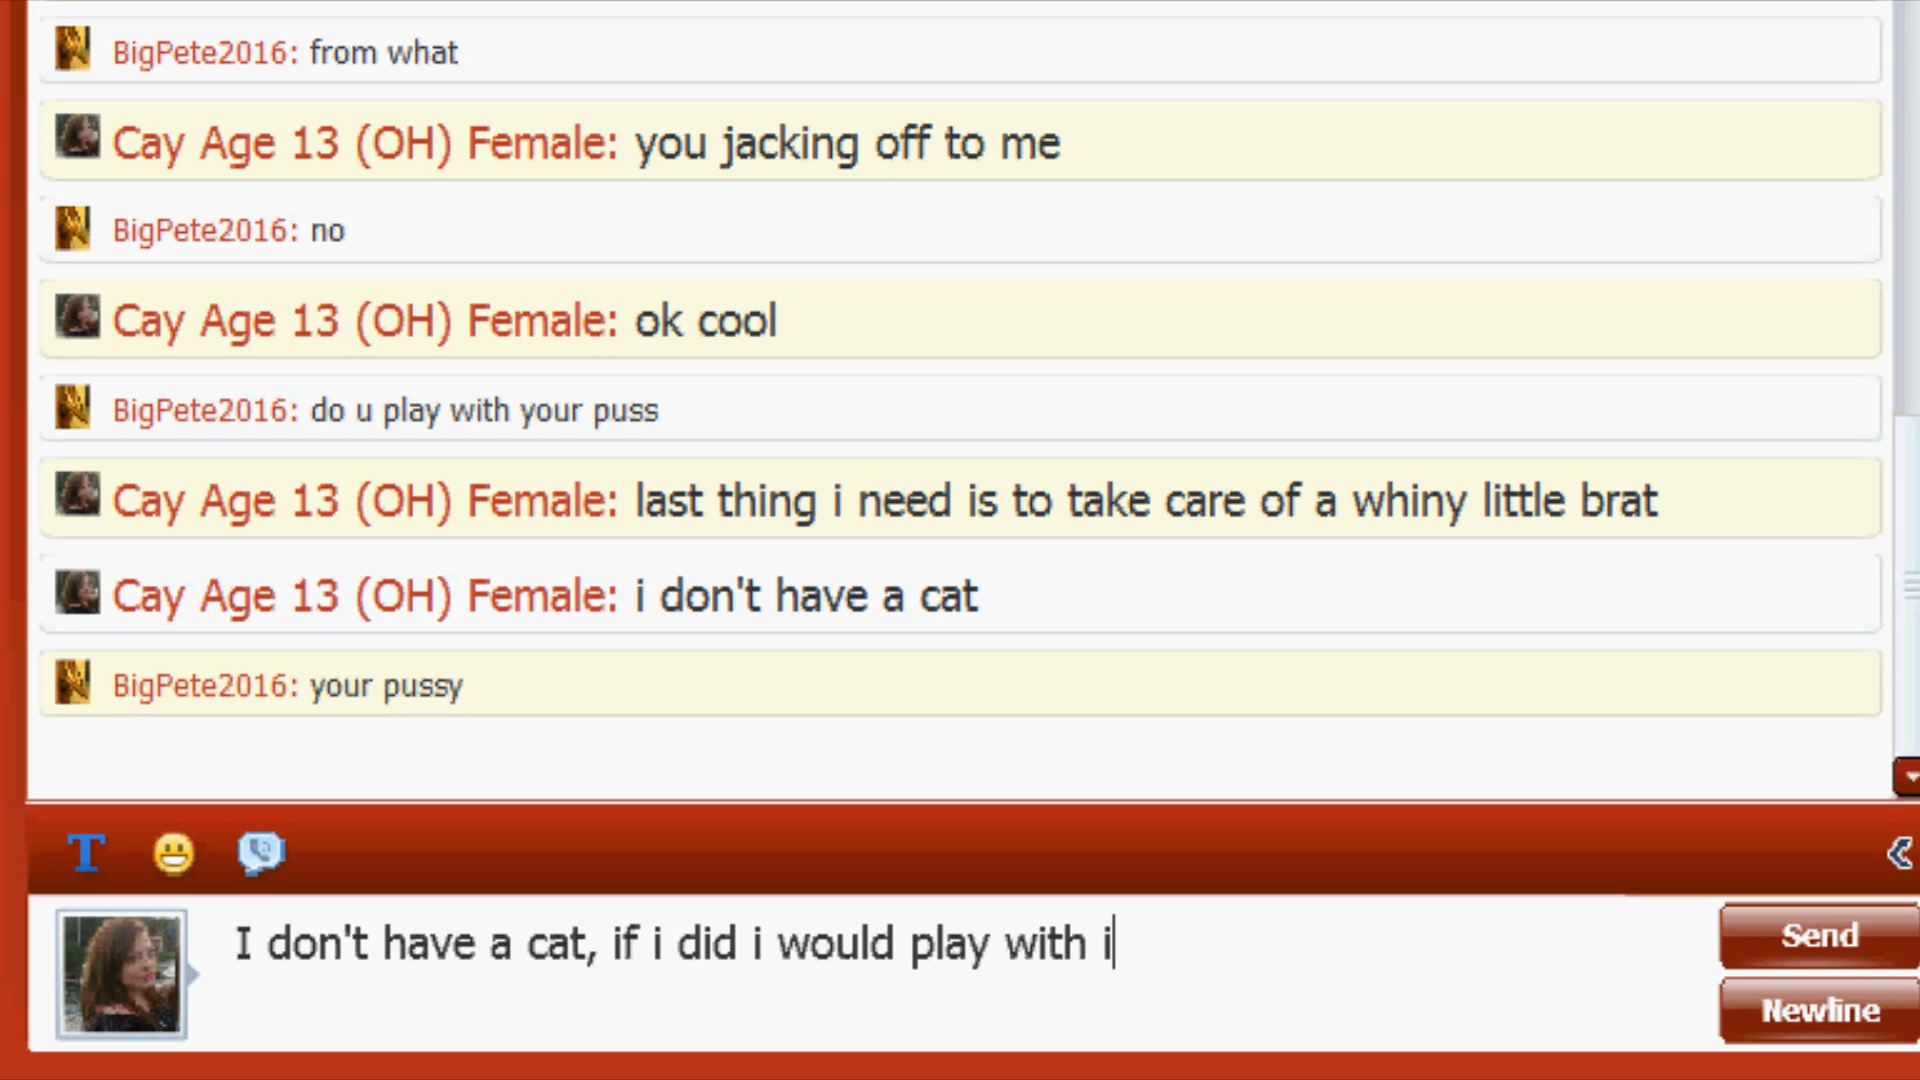 BigPete2016: from what
Cay Age 13 (OH) Female: you jacking off to me
BigPete2016: no
Cay Age 13 (OH) Female: ok cool
BigPete2016: do u play with your puss
Cay Age 13 (OH) Female: last thing i need is to take care of a whiny little brat
Cay Age 13 (OH) Female: i don't have a cat
BigPete2016: your pussy
T
I don't have a cat, if i did i would play with i
Send
Newline